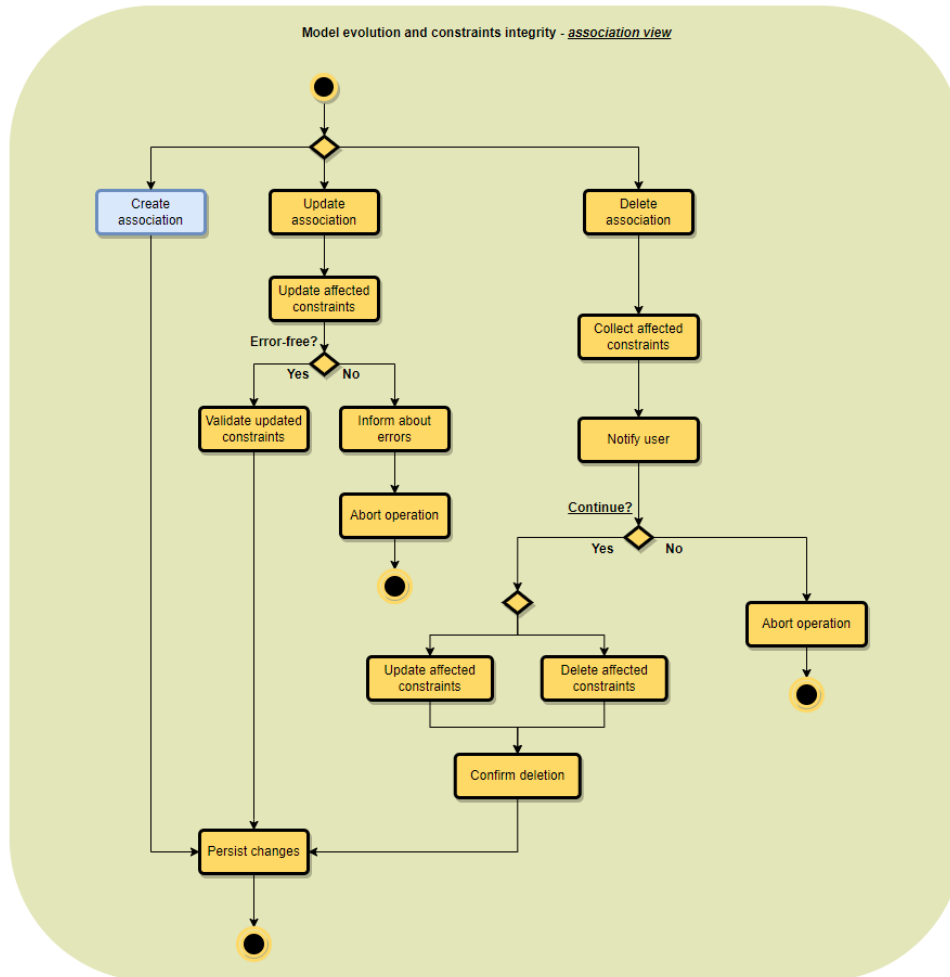 Model evolution and constraints integrity - association view
Create
association
Update
association
Delete
association
Update affected
constraints
Collect affected
constraints
Error-free?
Yes
No
Validate updated
constraints
Inform about
errors
Notify user
Abort operation
Continue?
Yes
No
Abort operation
Update affected
constraints
Delete affected
constraints
Confirm deletion
Persist changes